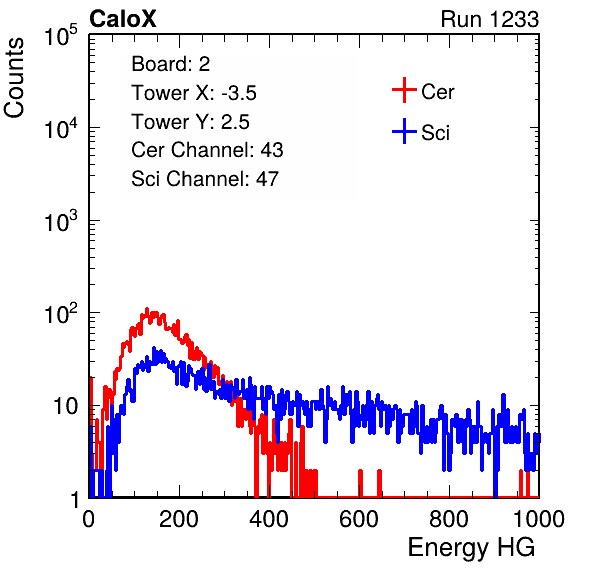 CaloX Run 1233
Counts
10^5
10^4
10^3
10^2
10
1
Board: 2
Tower X: -3.5
Tower Y: 2.5
Cer Channel: 43
Sci Channel: 47
Cer
Sci
0 200 400 600 800 1000
Energy HG